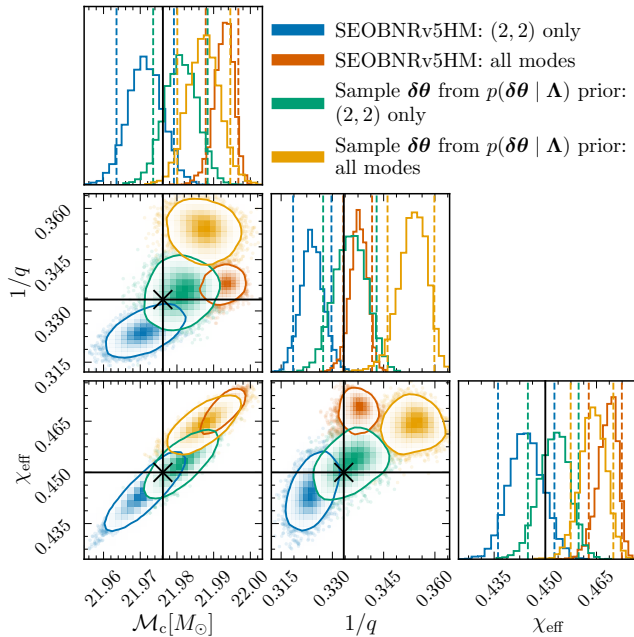 SEOBNRv5HM: (2, 2) only
SEOBNRv5HM: all modes
Sample δθ from p(δθ | Λ) prior:
(2, 2) only
Sample δθ from p(δθ | Λ) prior:
all modes
0.360
0.345
0.330
0.315
1/q
0.465
0.450
0.435
χeff
21.96
21.97
21.98
21.99
22.00
ℳc[M⊙]
0.315
0.330
0.345
0.360
1/q
0.435
0.450
0.465
χeff